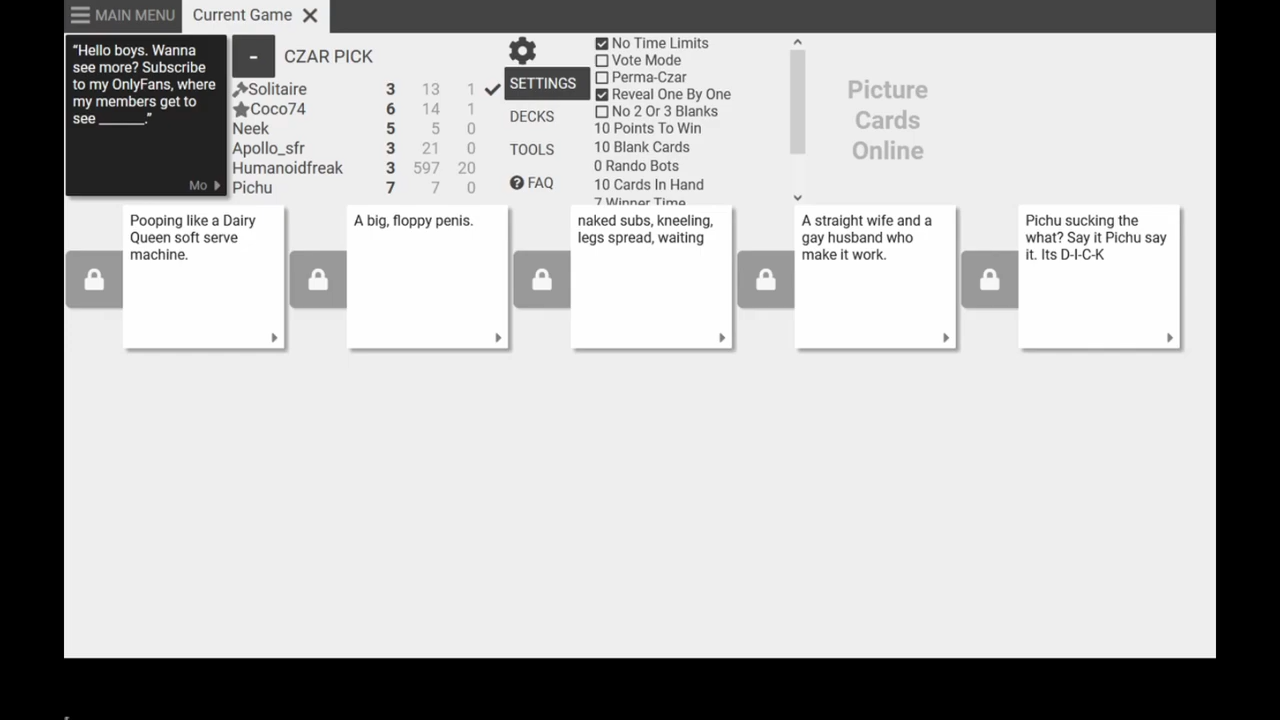 MAIN MENU
Current Game
“Hello boys. Wanna
see more? Subscribe
to my OnlyFans, where
my members get to
see _______.”
Mo
- CZAR PICK
Solitaire 3 13 1
Coco74 6 14 1
Neek 5 5 0
Apollo_sfr 3 21 0
Humanoidfreak 3 597 20
Pichu 7 7 0
SETTINGS
DECKS
TOOLS
FAQ
No Time Limits
Vote Mode
Perma-Czar
Reveal One By One
No 2 Or 3 Blanks
10 Points To Win
10 Blank Cards
0 Rando Bots
10 Cards In Hand
7 Winner Time
Picture
Cards
Online
Pooping like a Dairy
Queen soft serve
machine.
A big, floppy penis.
naked subs, kneeling,
legs spread, waiting
A straight wife and a
gay husband who
make it work.
Pichu sucking the
what? Say it Pichu say
it. Its D-I-C-K